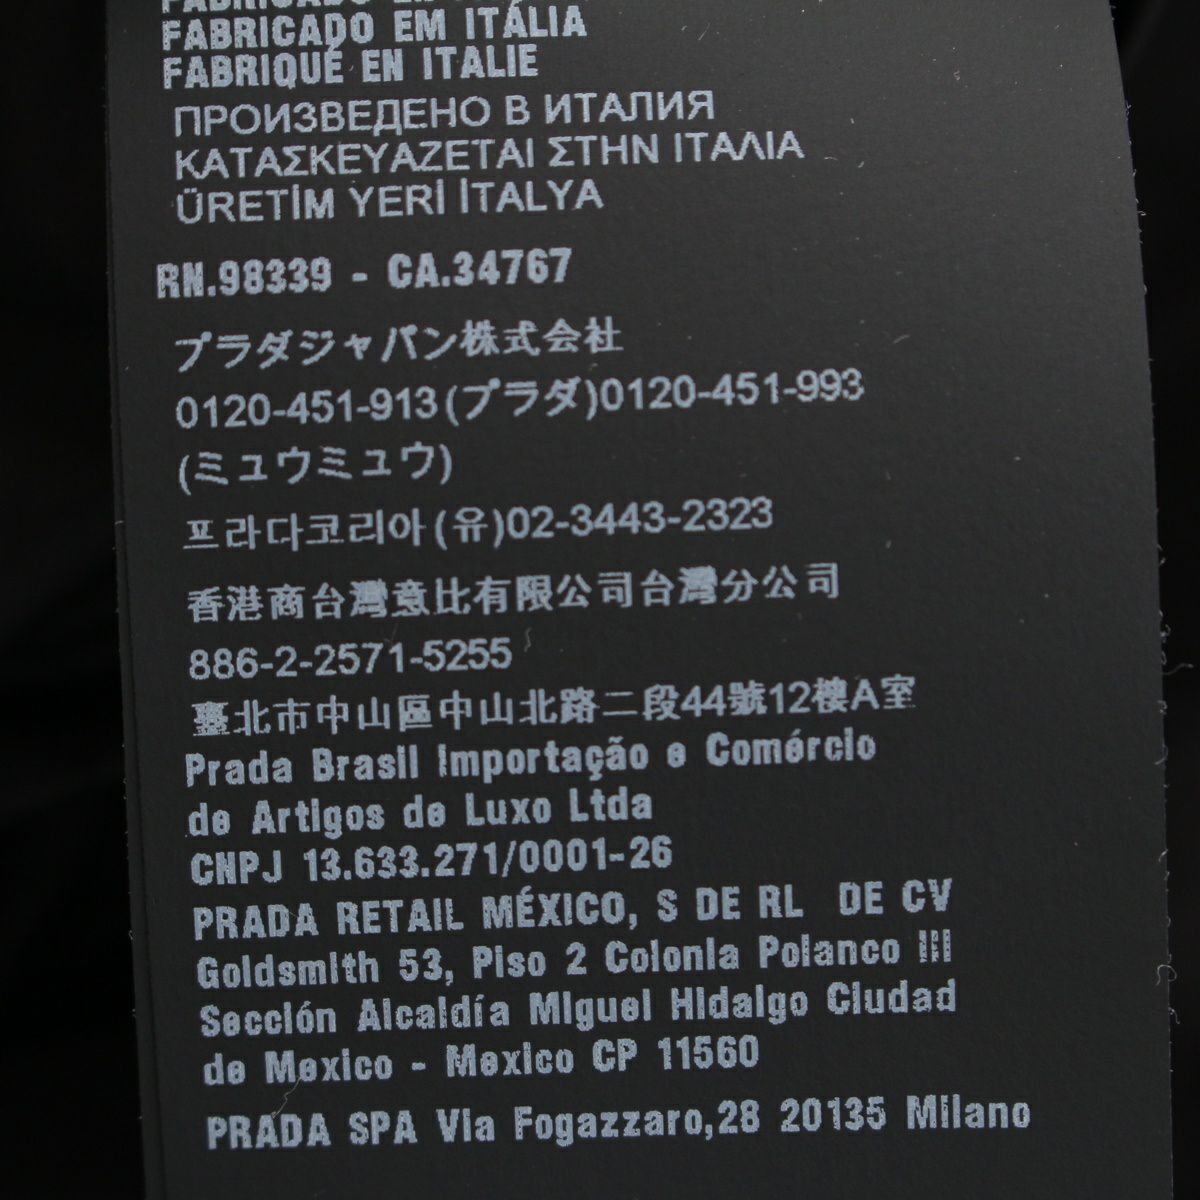 FABRICADO EM ITÁLIA
FABRIQUÉ EN ITALIE
ПРОИЗВЕДЕНО В ИТАЛИЯ
ΚΑΤΑΣΚΕΥΑΖΕΤΑΙ ΣΤΗΝ ΙΤΑΛΙΑ
ÜRETİM YERİ İTALYA
RN.98339 - CA.34767
プラダジャパン株式会社
0120-451-913(プラダ)0120-451-993
(ミュウミュウ)
프라다코리아(유)02-3443-2323
香港商台灣意比有限公司台灣分公司
886-2-2571-5255
臺北市中山區中山北路二段44號12樓A室
Prada Brasil Importação e Comércio
de Artigos de Luxo Ltda
CNPJ 13.633.271/0001-26
PRADA RETAIL MÉXICO, S DE RL DE CV
Goldsmith 53, Piso 2 Colonia Polanco III
Sección Alcaldía Miguel Hidalgo Ciudad
de Mexico - Mexico CP 11560
PRADA SPA Via Fogazzaro,28 20135 Milano